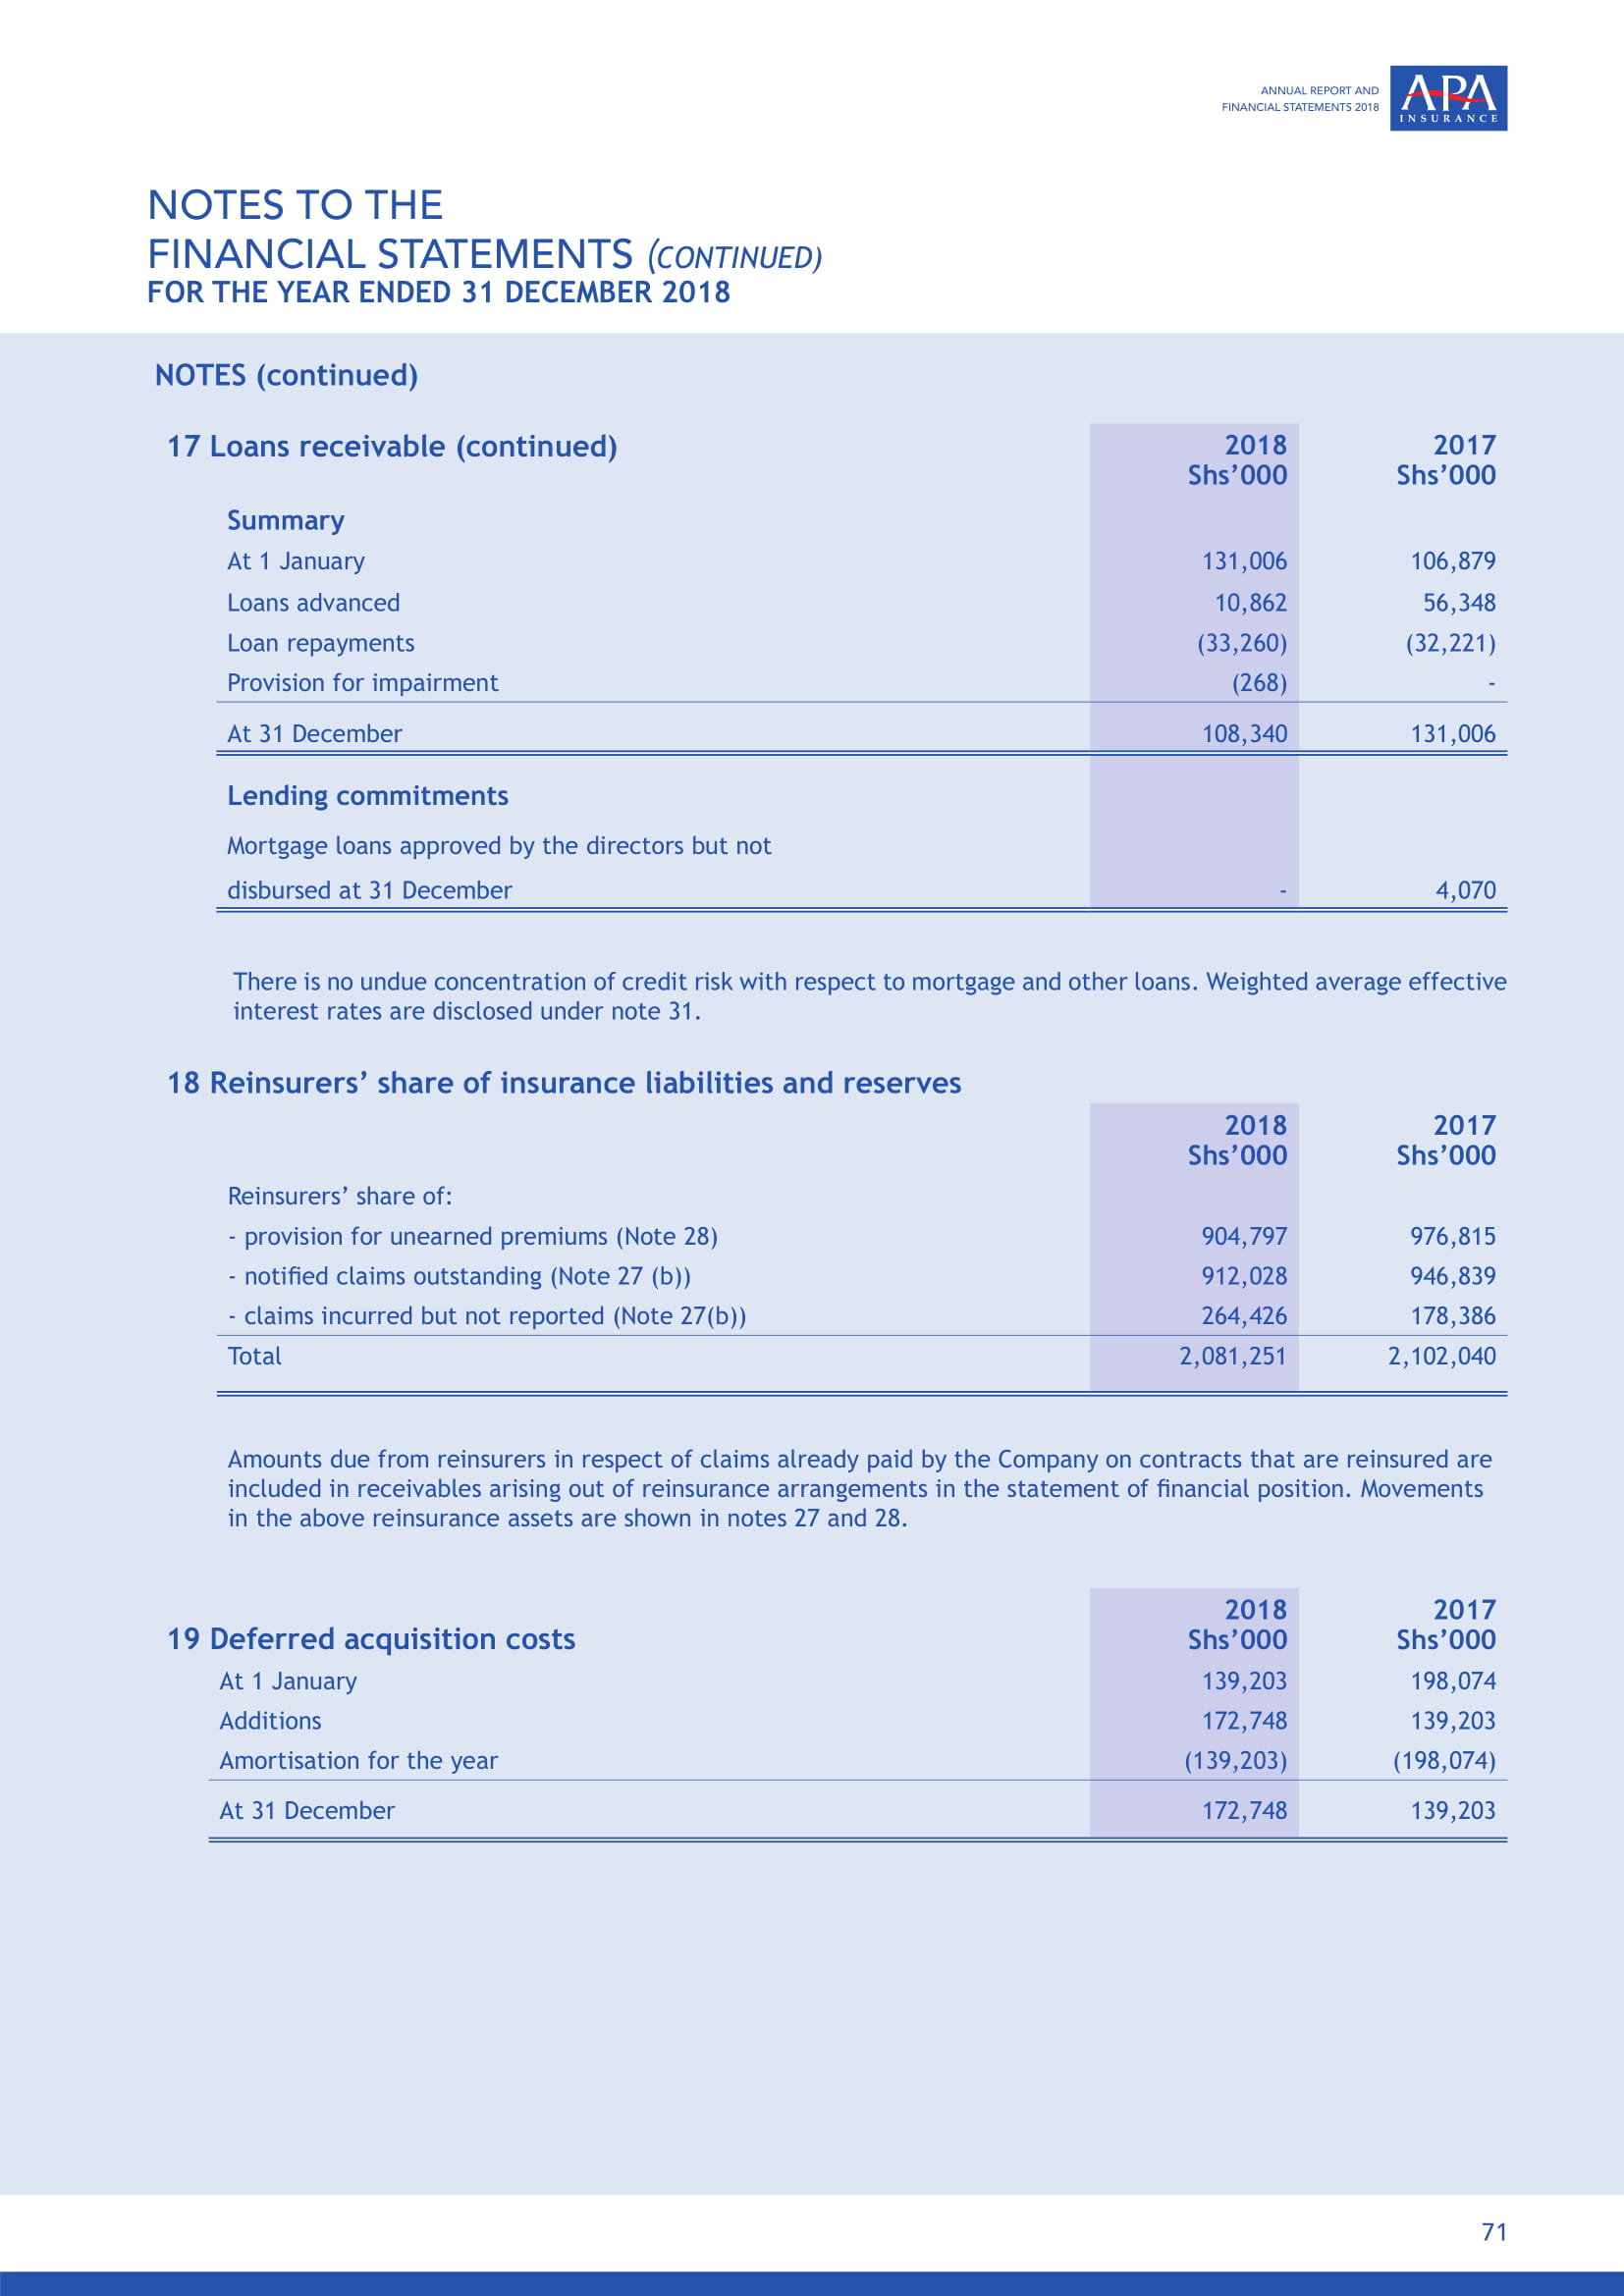 ANNUAL REPORT AND
FINANCIAL STATEMENTS 2018
APA
INSURANCE
NOTES TO THE
FINANCIAL STATEMENTS (CONTINUED)
FOR THE YEAR ENDED 31 DECEMBER 2018
NOTES (continued)
17 Loans receivable (continued) 2018 2017
Shs’000 Shs’000
Summary
At 1 January 131,006 106,879
Loans advanced 10,862 56,348
Loan repayments (33,260) (32,221)
Provision for impairment (268) -
At 31 December 108,340 131,006
Lending commitments
Mortgage loans approved by the directors but not
disbursed at 31 December - 4,070
There is no undue concentration of credit risk with respect to mortgage and other loans. Weighted average effective
interest rates are disclosed under note 31.
18 Reinsurers’ share of insurance liabilities and reserves
2018 2017
Shs’000 Shs’000
Reinsurers’ share of:
- provision for unearned premiums (Note 28) 904,797 976,815
- notified claims outstanding (Note 27 (b)) 912,028 946,839
- claims incurred but not reported (Note 27(b)) 264,426 178,386
Total 2,081,251 2,102,040
Amounts due from reinsurers in respect of claims already paid by the Company on contracts that are reinsured are
included in receivables arising out of reinsurance arrangements in the statement of financial position. Movements
in the above reinsurance assets are shown in notes 27 and 28.
2018 2017
19 Deferred acquisition costs Shs’000 Shs’000
At 1 January 139,203 198,074
Additions 172,748 139,203
Amortisation for the year (139,203) (198,074)
At 31 December 172,748 139,203
71